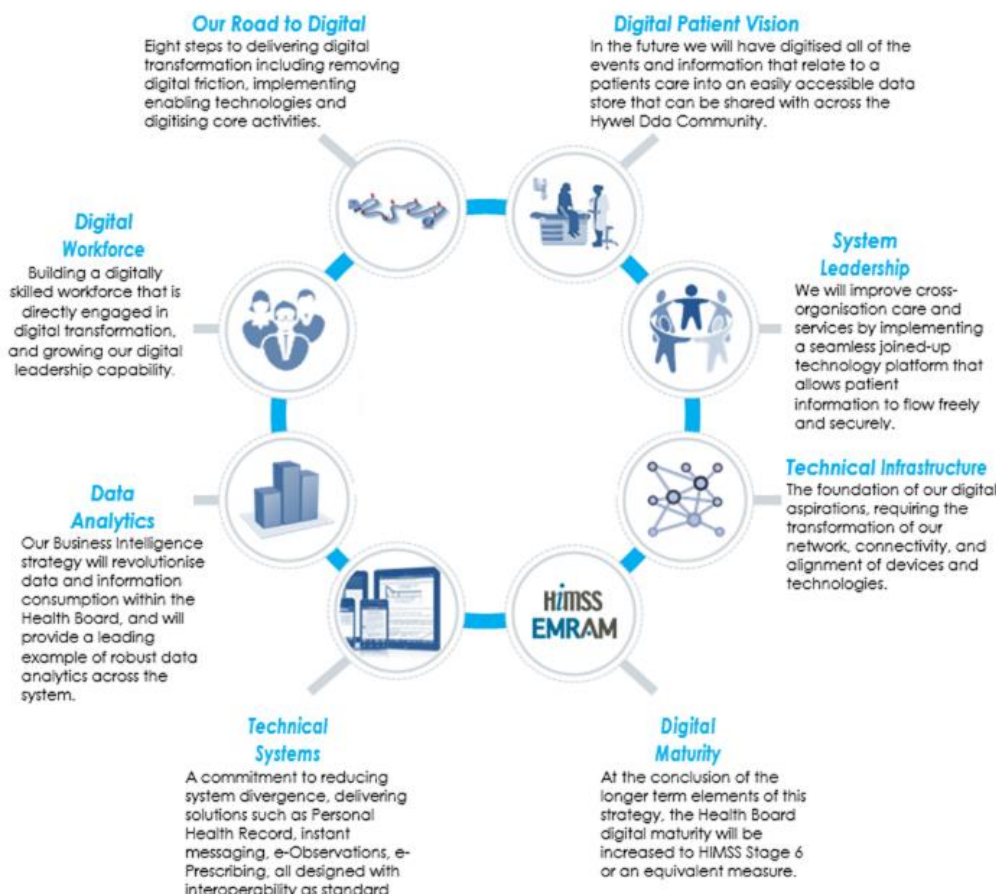 Our Road to Digital
Eight steps to delivering digital
transformation including removing
digital friction, implementing
enabling technologies and
digitising core activities.
Digital Patient Vision
In the future we will have digitised all of the
events and information that relate to a
patients care into an easily accessible data
store that can be shared with across the
Hywel Dda Community.
Digital
Workforce
Building a digitally
skilled workforce that is
directly engaged in
digital transformation,
and growing our digital
leadership capability.
System
Leadership
We will improve cross-
organisation care and
services by implementing
a seamless joined-up
technology platform that
allows patient
information to flow freely
and securely.
Data
Analytics
Our Business Intelligence
strategy will revolutionise
data and information
consumption within the
Health Board, and will
provide a leading
example of robust data
analytics across the
system.
Technical Infrastructure
The foundation of our digital
aspirations, requiring the
transformation of our
network, connectivity, and
alignment of devices and
technologies.
HiMSS
EMRAM
Technical
Systems
A commitment to reducing
system divergence, delivering
solutions such as Personal
Health Record, instant
messaging, e-Observations, e-
Prescribing, all designed with
interoperability as standard
Digital
Maturity
At the conclusion of the
longer term elements of this
strategy, the Health Board
digital maturity will be
increased to HIMSS Stage 6
or an equivalent measure.